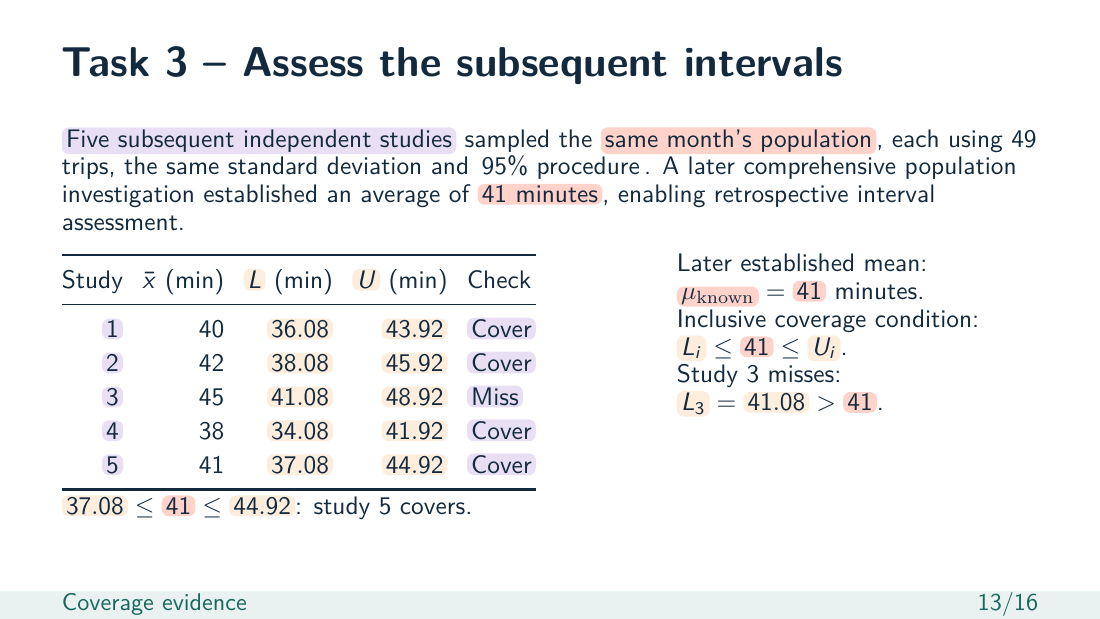 Task 3 – Assess the subsequent intervals
Five subsequent independent studies sampled the same month's population, each using 49
trips, the same standard deviation and 95% procedure. A later comprehensive population
investigation established an average of 41 minutes, enabling retrospective interval
assessment.
Study x̄ (min) L (min) U (min) Check
1 40 36.08 43.92 Cover
2 42 38.08 45.92 Cover
3 45 41.08 48.92 Miss
4 38 34.08 41.92 Cover
5 41 37.08 44.92 Cover
37.08 ≤ 41 ≤ 44.92: study 5 covers.
Later established mean:
μ_known = 41 minutes.
Inclusive coverage condition:
L_i ≤ 41 ≤ U_i.
Study 3 misses:
L_3 = 41.08 > 41.
Coverage evidence
13/16